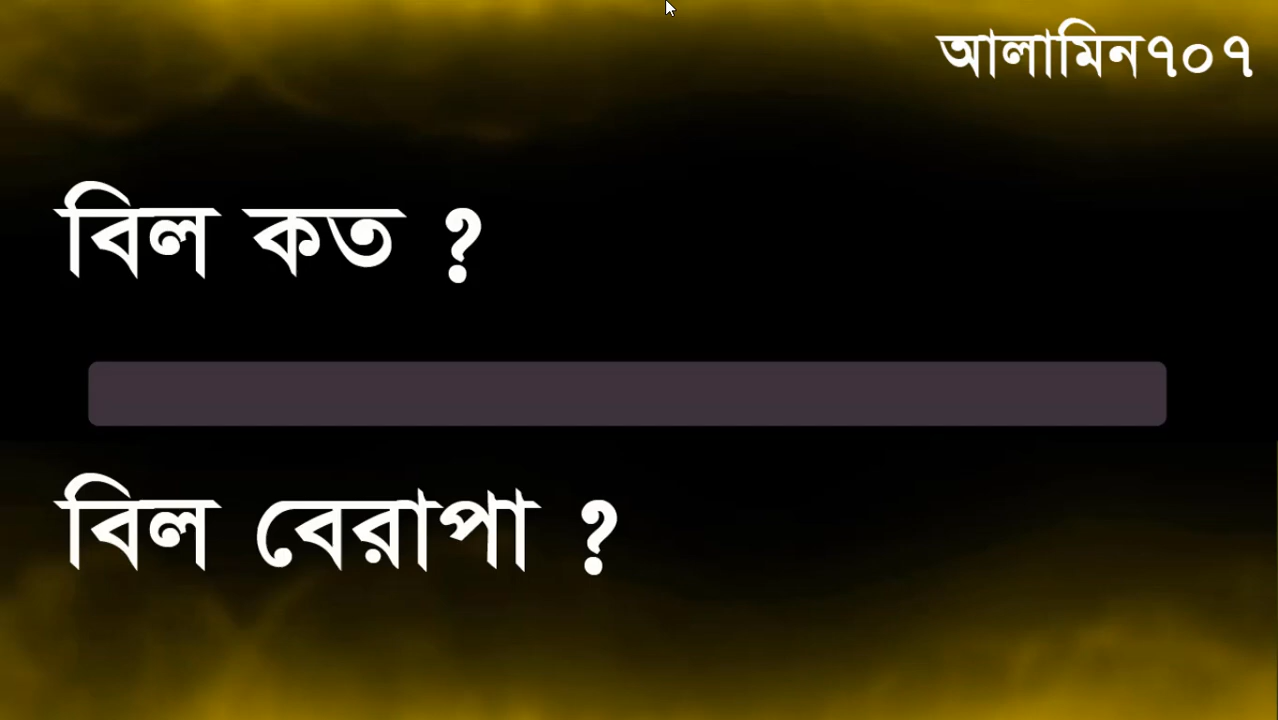 আলামিন৭০৭
বিল কত ?
বিল বেরাপা ?